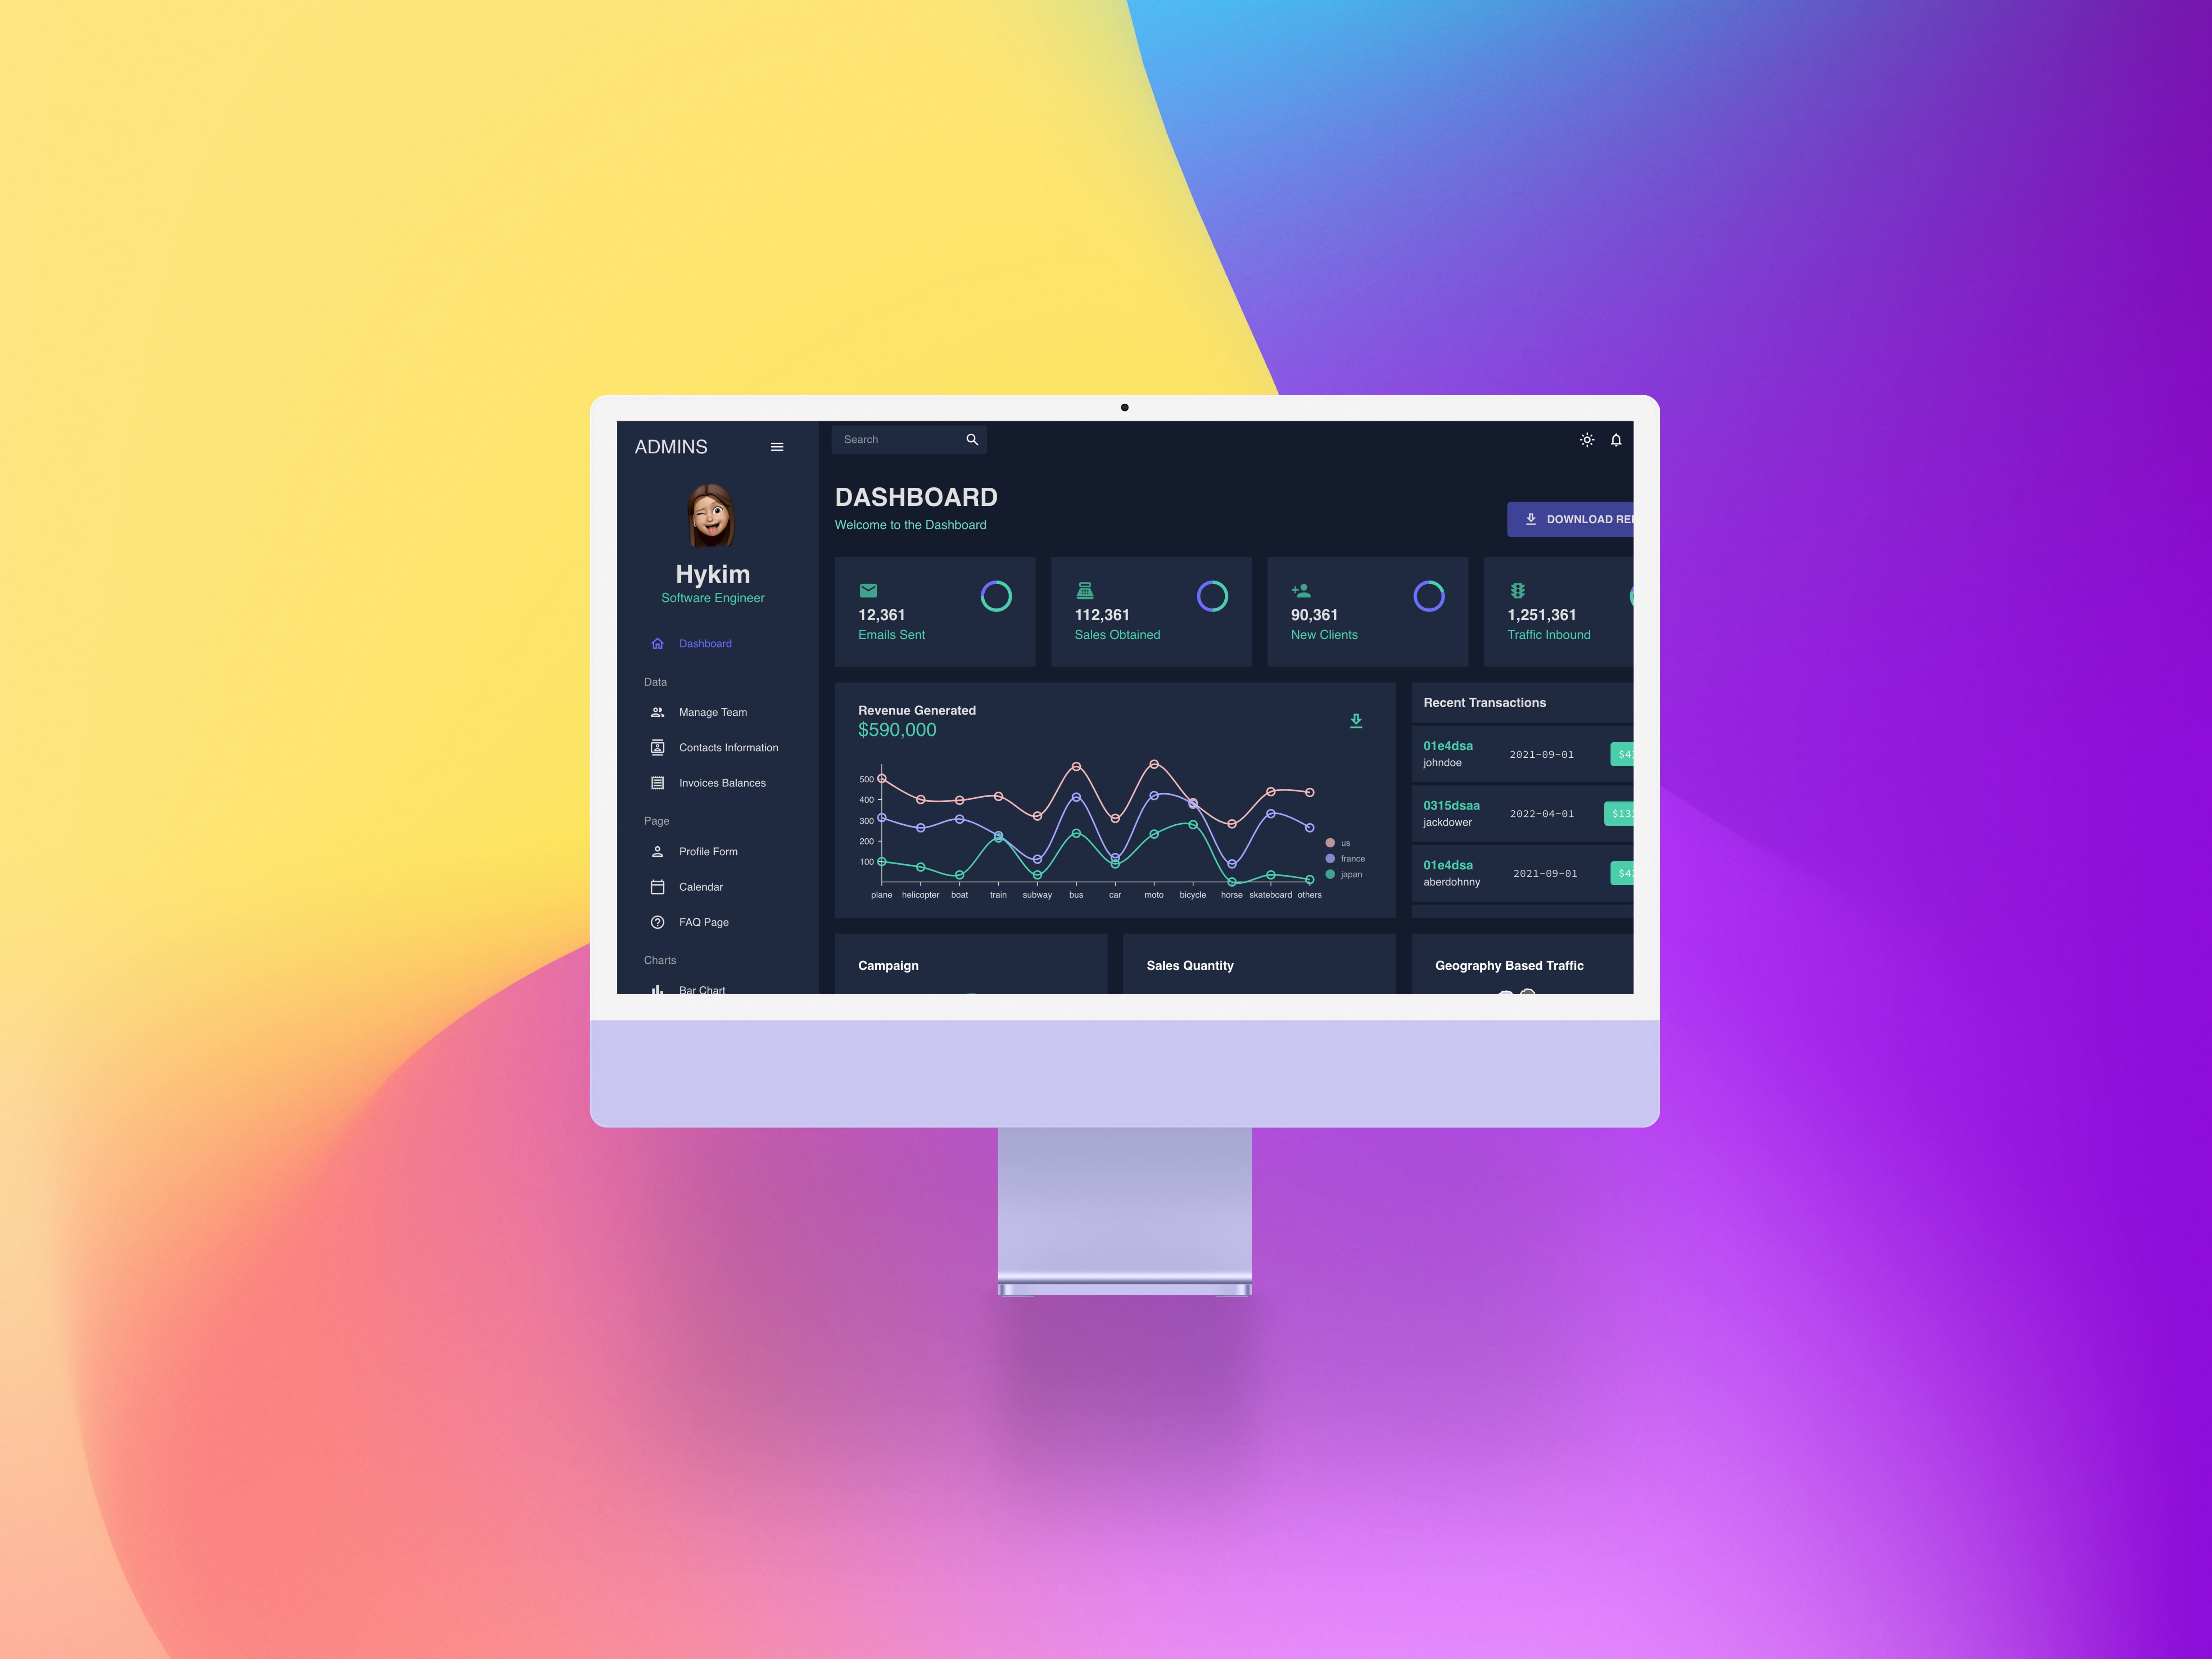 ADMINS
Search
Hykim
Software Engineer
Dashboard
Data
Manage Team
Contacts Information
Invoices Balances
Page
Profile Form
Calendar
FAQ Page
Charts
Bar Chart
DASHBOARD
Welcome to the Dashboard
DOWNLOAD RE
12,361
Emails Sent
112,361
Sales Obtained
90,361
New Clients
1,251,361
Traffic Inbound
Revenue Generated
$590,000
500
400
300
200
100
plane helicopter boat train subway bus car moto bicycle horse skateboard others
us
france
japan
Recent Transactions
01e4dsa
johndoe
2021-09-01
$4
0315dsaa
jackdower
2022-04-01
$13
01e4dsa
aberdohnny
2021-09-01
$4
Campaign
Sales Quantity
Geography Based Traffic